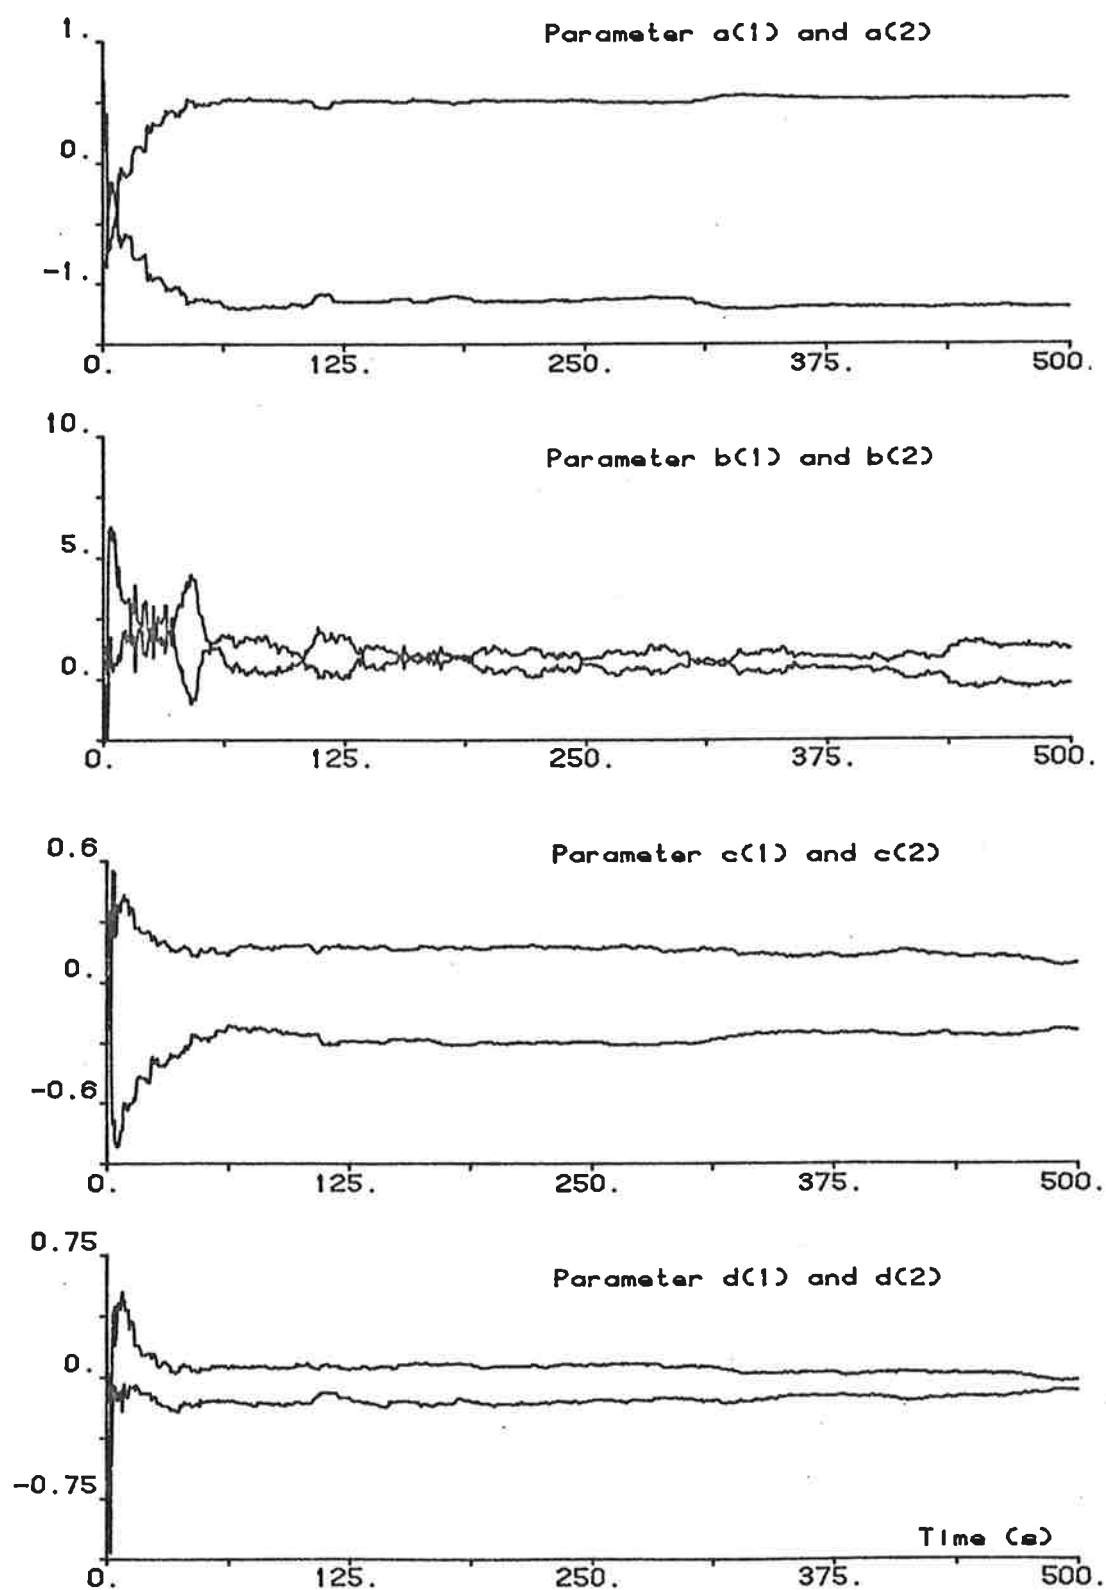 Parameter a(1) and a(2)
1.
0.
-1.
0. 125. 250. 375. 500.
Parameter b(1) and b(2)
10.
5.
0.
0. 125. 250. 375. 500.
Parameter c(1) and c(2)
0.6
0.
-0.6
0. 125. 250. 375. 500.
Parameter d(1) and d(2)
0.75
0.
-0.75
Time (s)
0. 125. 250. 375. 500.